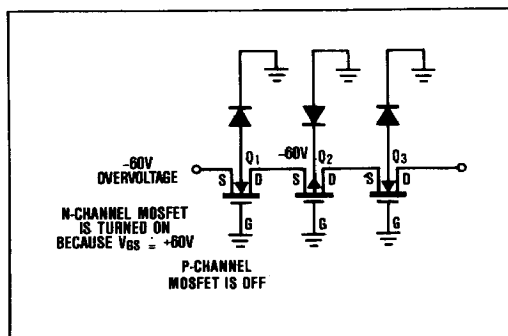 -60V Q2
Q1
Q3
-60V
OVERVOLTAGE
S D S D S D
N-CHANNEL MOSFET
IS TURNED ON
BECAUSE VGS = +60V
G G G
P-CHANNEL
MOSFET IS OFF